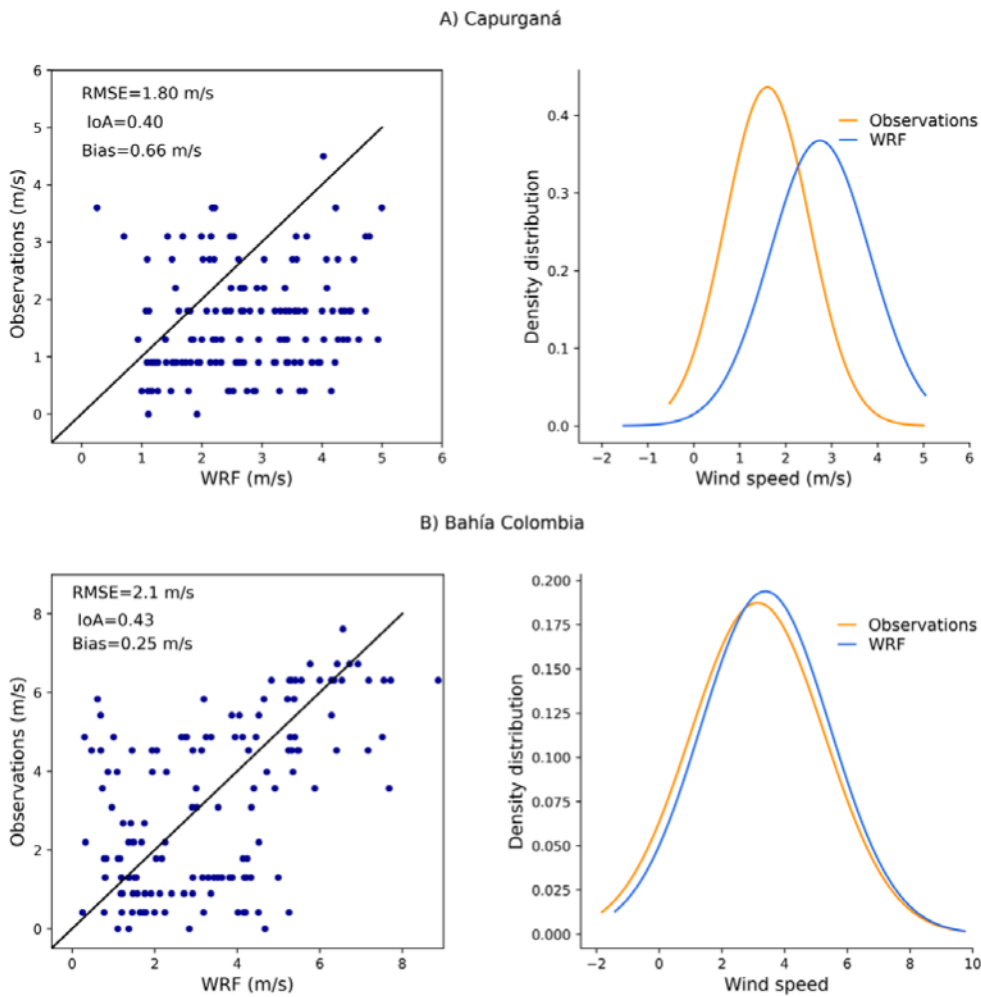 A) Capurganá
6
5
4
3
2
1
0
Observations (m/s)
RMSE=1.80 m/s
IoA=0.40
Bias=0.66 m/s
0 1 2 3 4 5 6
WRF (m/s)
0.4
0.3
0.2
0.1
0.0
Density distribution
Observations
WRF
−2 −1 0 1 2 3 4 5 6
Wind speed (m/s)
B) Bahía Colombia
8
6
4
2
0
Observations (m/s)
RMSE=2.1 m/s
IoA=0.43
Bias=0.25 m/s
0 2 4 6 8
WRF (m/s)
0.200
0.175
0.150
0.125
0.100
0.075
0.050
0.025
0.000
Density distribution
Observations
WRF
−2 0 2 4 6 8 10
Wind speed